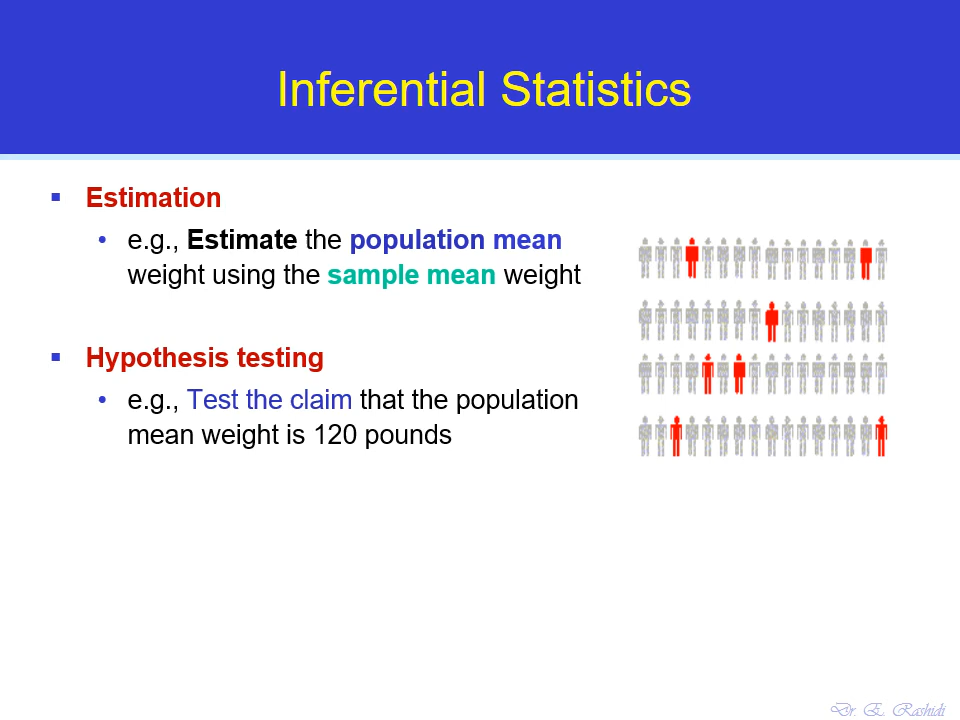 Inferential Statistics
▪ Estimation
• e.g., Estimate the population mean
weight using the sample mean weight
▪ Hypothesis testing
• e.g., Test the claim that the population
mean weight is 120 pounds
Dr. E. Rashidi